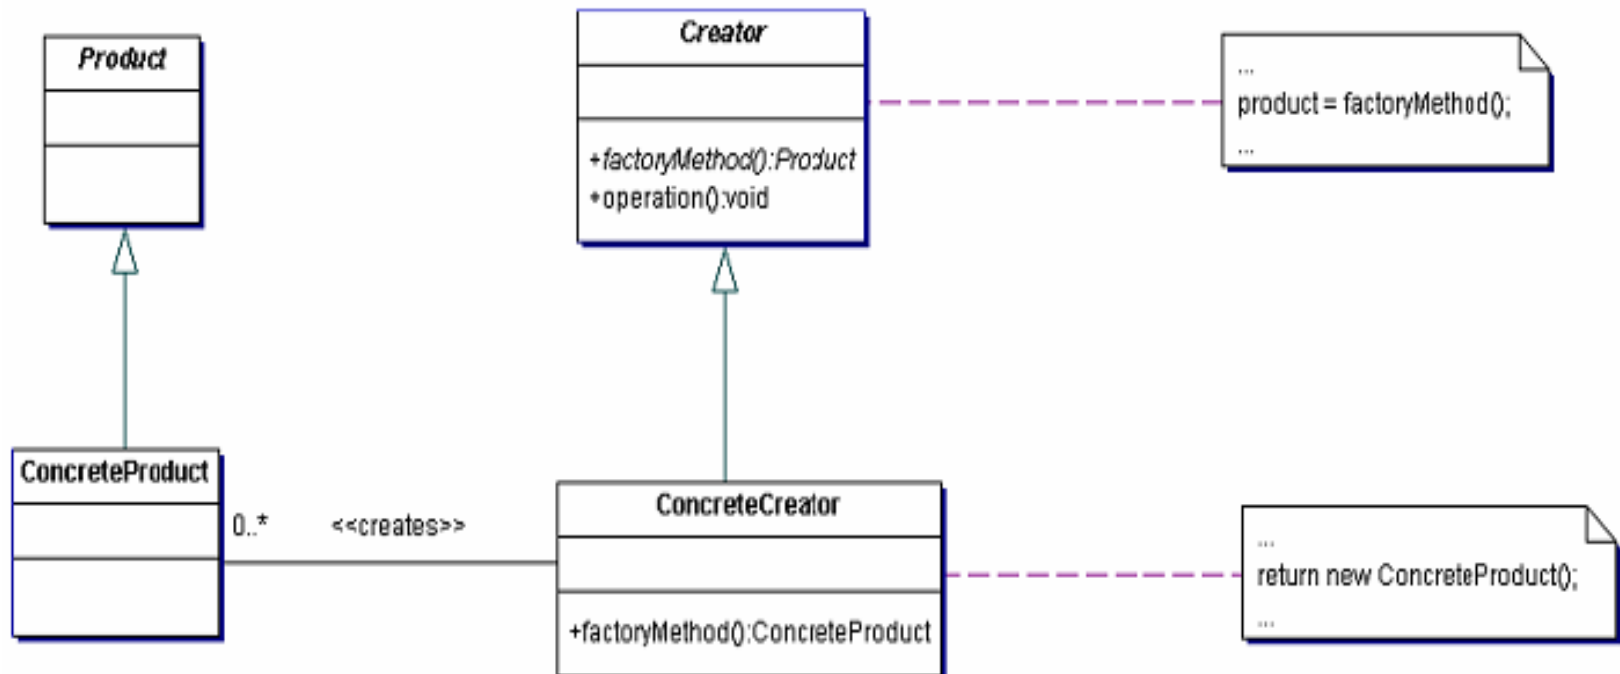 Product
Creator
+factoryMethod():Product
+operation():void
...
product = factoryMethod();
...
ConcreteProduct
0..*
<<creates>>
ConcreteCreator
+factoryMethod():ConcreteProduct
...
return new ConcreteProduct();
...